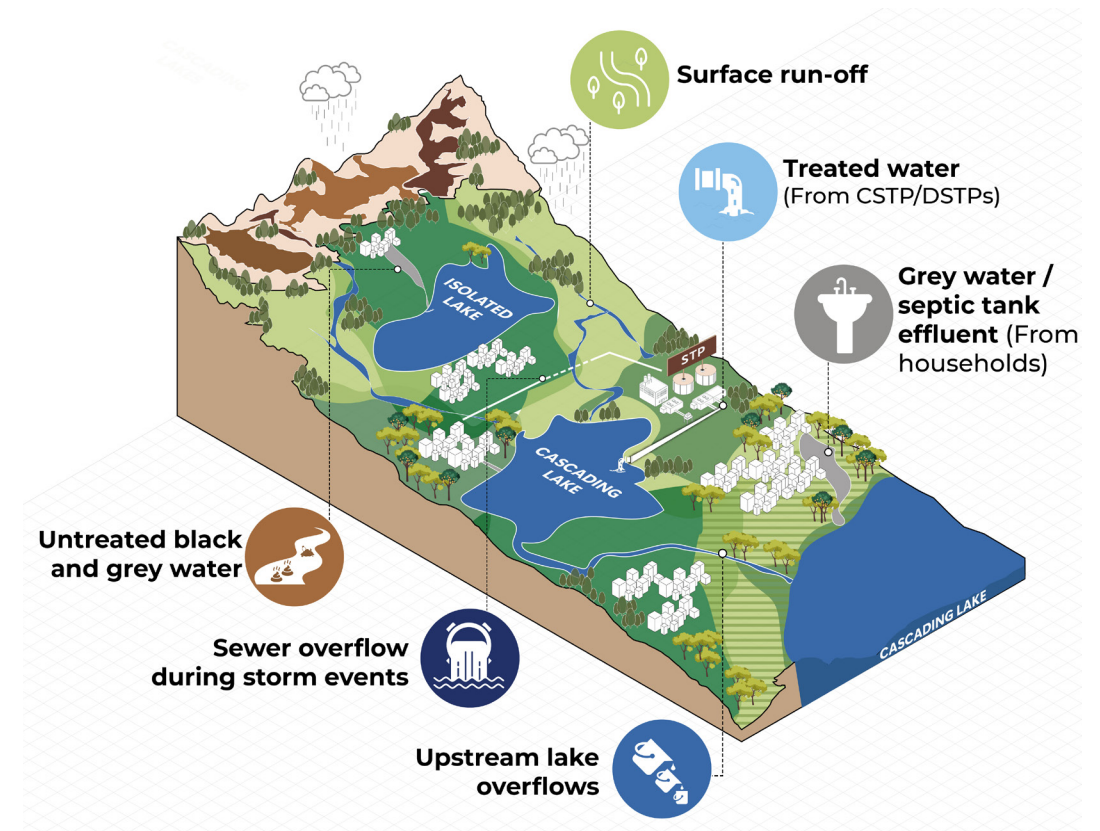 Surface run-off
Treated water
(From CSTP/DSTPs)
Grey water /
septic tank
effluent (From
households)
ISOLATED
LAKE
STP
CASCADING
LAKE
Untreated black
and grey water
CASCADING LAKE
Sewer overflow
during storm events
Upstream lake
overflows